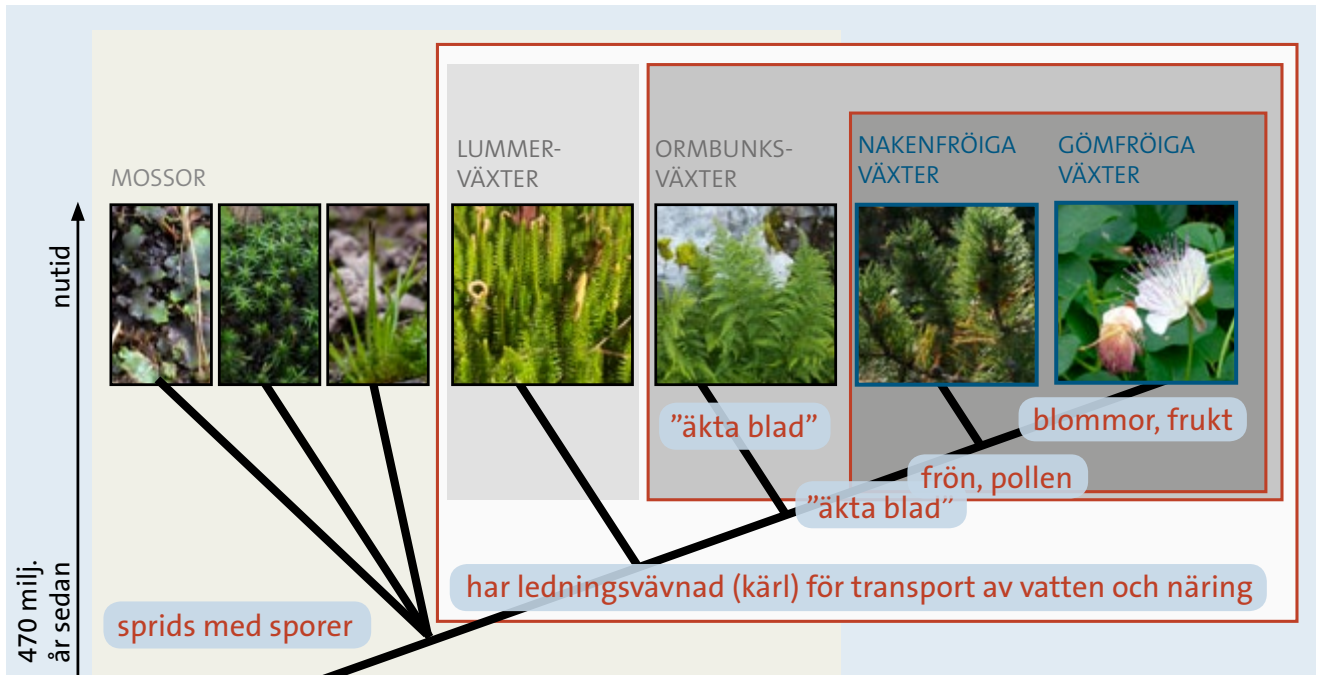 MOSSOR
LUMMER-
VÄXTER
ORMBUNKS-
VÄXTER
NAKENFRÖIGA
VÄXTER
GÖMFRÖIGA
VÄXTER
nutid
”äkta blad”
blommor, frukt
frön, pollen
”äkta blad”
har ledningsvävnad (kärl) för transport av vatten och näring
sprids med sporer
470 milj.
år sedan